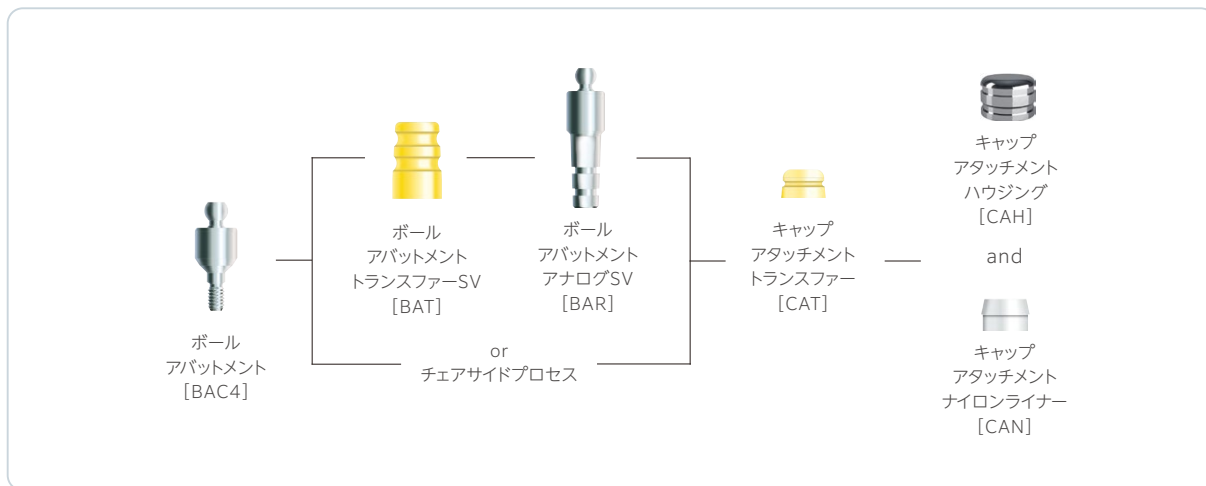 ボール
アバットメント
[BAC4]
ボール
アバットメント
トランスファーSV
[BAT]
ボール
アバットメント
アナログSV
[BAR]
or
チェアサイドプロセス
キャップ
アタッチメント
トランスファー
[CAT]
キャップ
アタッチメント
ハウジング
[CAH]
and
キャップ
アタッチメント
ナイロンライナー
[CAN]